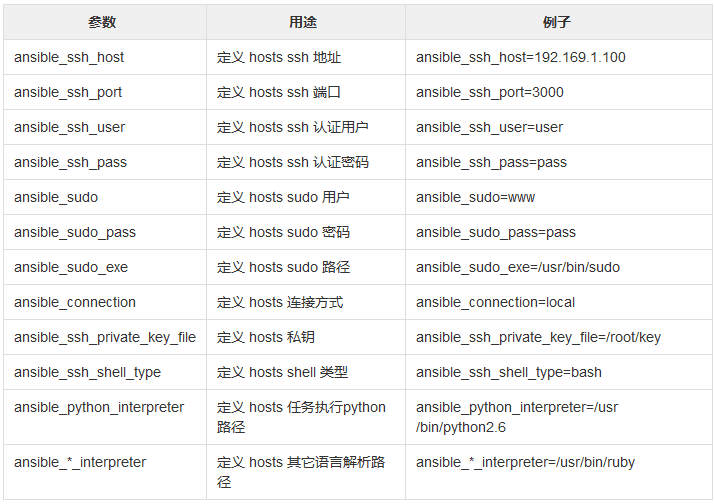 参数 用途 例子
ansible_ssh_host 定义 hosts ssh 地址 ansible_ssh_host=192.169.1.100
ansible_ssh_port 定义 hosts ssh 端口 ansible_ssh_port=3000
ansible_ssh_user 定义 hosts ssh 认证用户 ansible_ssh_user=user
ansible_ssh_pass 定义 hosts ssh 认证密码 ansible_ssh_pass=pass
ansible_sudo 定义 hosts sudo 用户 ansible_sudo=www
ansible_sudo_pass 定义 hosts sudo 密码 ansible_sudo_pass=pass
ansible_sudo_exe 定义 hosts sudo 路径 ansible_sudo_exe=/usr/bin/sudo
ansible_connection 定义 hosts 连接方式 ansible_connection=local
ansible_ssh_private_key_file 定义 hosts 私钥 ansible_ssh_private_key_file=/root/key
ansible_ssh_shell_type 定义 hosts shell 类型 ansible_ssh_shell_type=bash
ansible_python_interpreter 定义 hosts 任务执行python ansible_python_interpreter=/usr
路径 /bin/python2.6
ansible_*_interpreter 定义 hosts 其它语言解析路 ansible_*_interpreter=/usr/bin/ruby
径